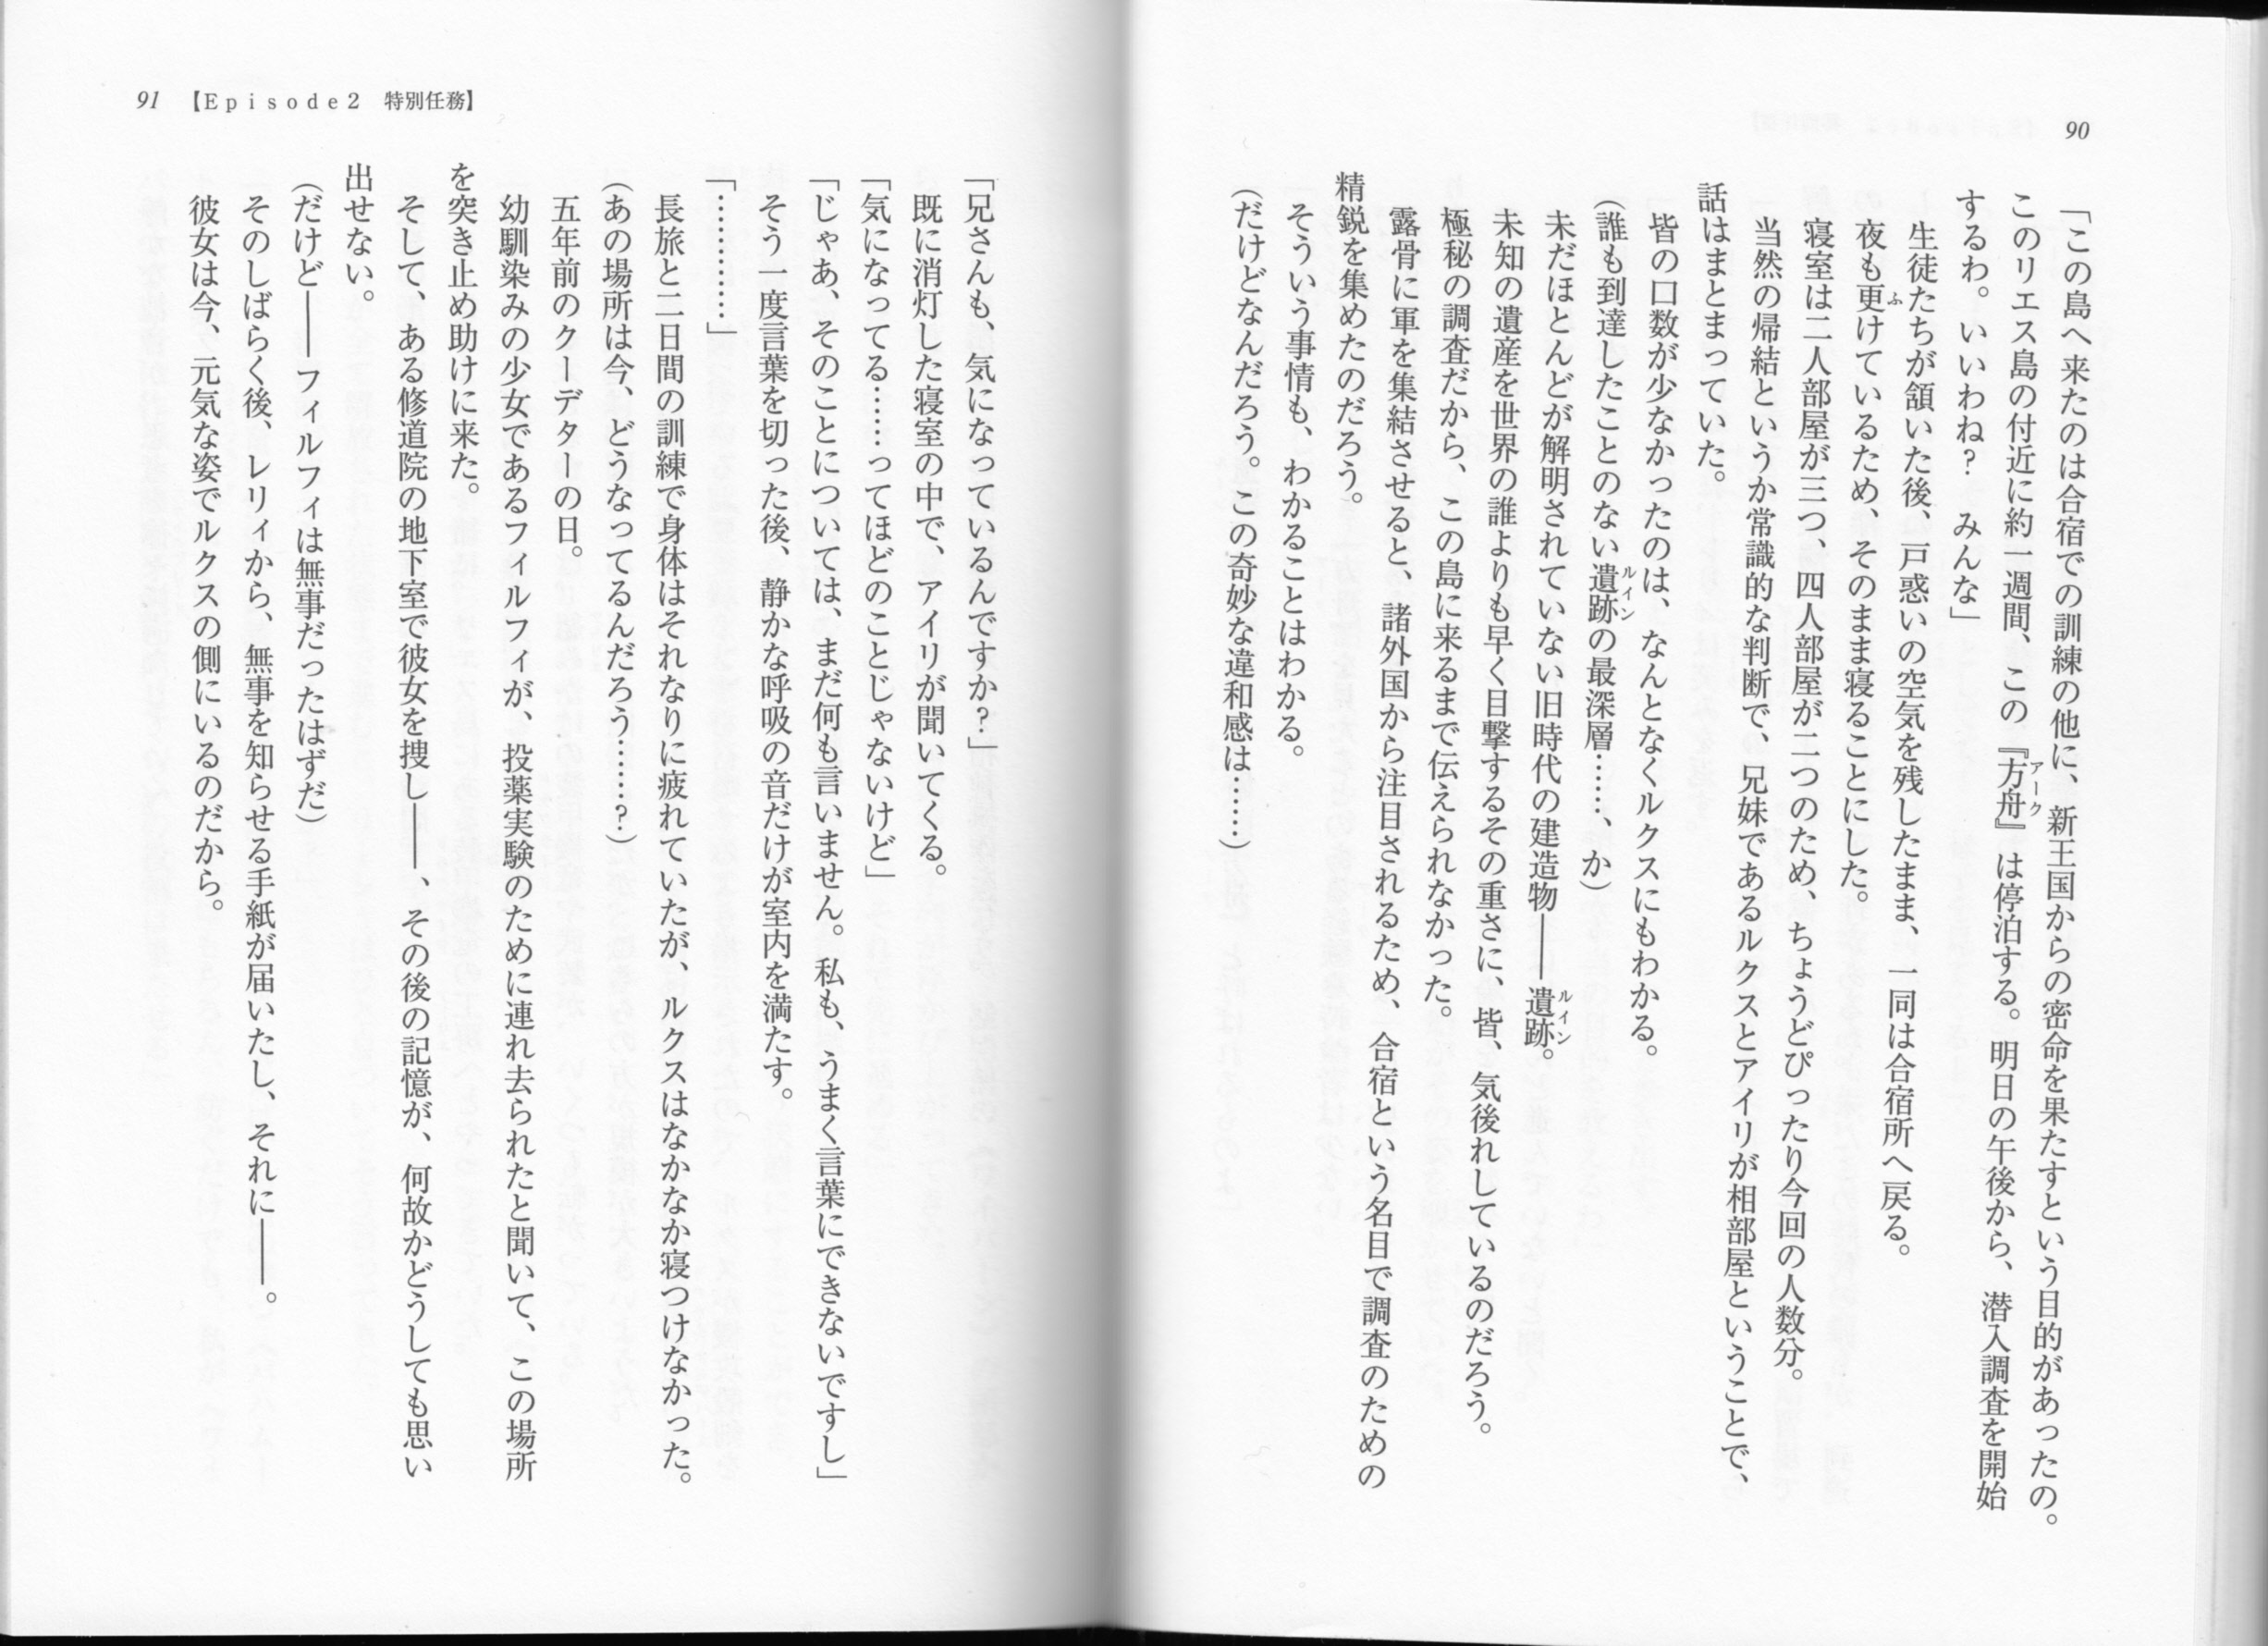 90
「この島へ来たのは合宿での訓練の他に、新王国からの密命を果たすという目的があったの。
このリエス島の付近に約一週間、この『方舟』は停泊する。明日の午後から、潜入調査を開始
アーク
するわ。いいわね？　みんな」
生徒たちが頷いた後、戸惑いの空気を残したまま、一同は合宿所へ戻る。
夜も更けているため、そのまま寝ることにした。
ふ
寝室は二人部屋が三つ、四人部屋が二つのため、ちょうどぴったり今回の人数分。
当然の帰結というか常識的な判断で、兄妹であるルクスとアイリが相部屋ということで、
話はまとまっていた。
皆の口数が少なかったのは、なんとなくルクスにもわかる。
（誰も到達したことのない遺跡の最深層……、か）
ルイン
未だほとんどが解明されていない旧時代の建造物――遺跡。
ルイン
未知の遺産を世界の誰よりも早く目撃するその重さに、皆、気後れしているのだろう。
極秘の調査だから、この島に来るまで伝えられなかった。
露骨に軍を集結させると、諸外国から注目されるため、合宿という名目で調査のための
精鋭を集めたのだろう。
そういう事情も、わかることはわかる。
（だけどなんだろう。この奇妙な違和感は……）
91 【Episode2　特別任務】
「兄さんも、気になっているんですか？」
既に消灯した寝室の中で、アイリが聞いてくる。
「気になってる……ってほどのことじゃないけど」
「じゃあ、そのことについては、まだ何も言いません。私も、うまく言葉にできないですし」
そう一度言葉を切った後、静かな呼吸の音だけが室内を満たす。
「…………」
長旅と二日間の訓練で身体はそれなりに疲れていたが、ルクスはなかなか寝つけなかった。
（あの場所は今、どうなってるんだろう……？）
五年前のクーデターの日。
幼馴染みの少女であるフィルフィが、投薬実験のために連れ去られたと聞いて、この場所
を突き止め助けに来た。
そして、ある修道院の地下室で彼女を捜し――、その後の記憶が、何故かどうしても思い
出せない。
（だけど――フィルフィは無事だったはずだ）
そのしばらく後、レリィから、無事を知らせる手紙が届いたし、それに――。
彼女は今、元気な姿でルクスの側にいるのだから。